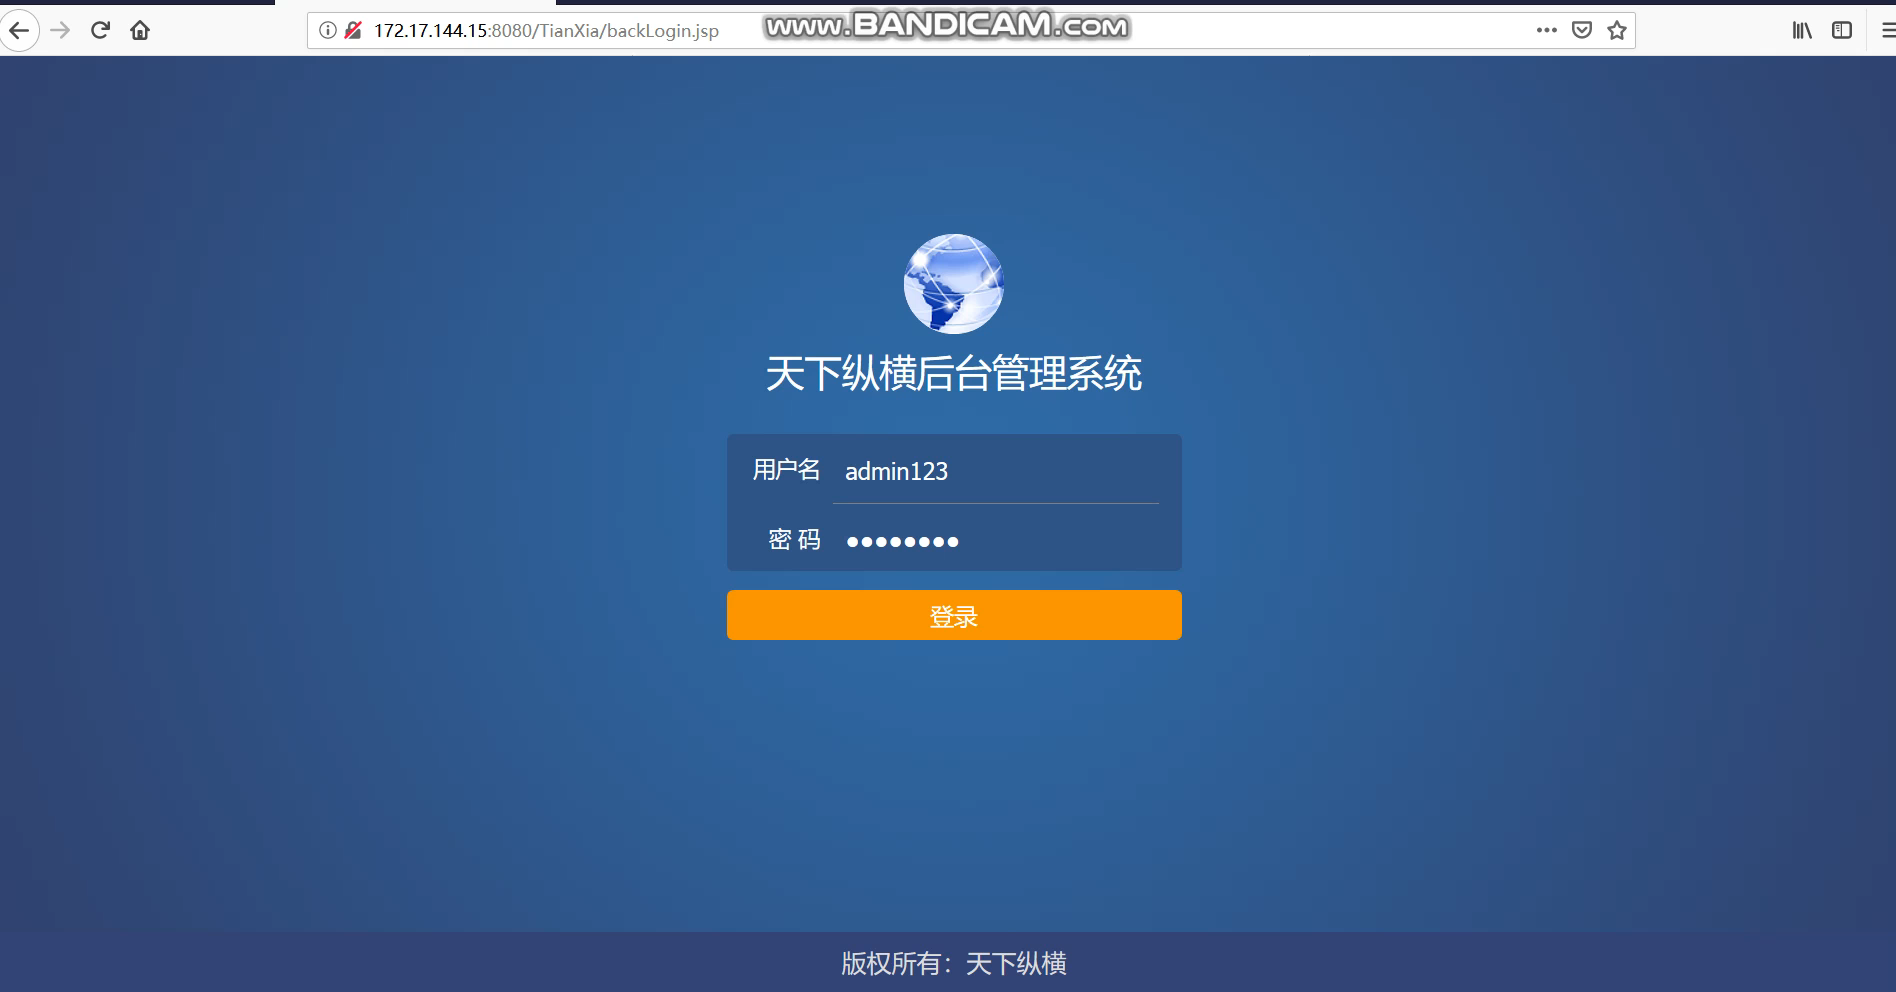 172.17.144.15:8080/TianXia/backLogin.jsp
www.BANDICAM.com
天下纵横后台管理系统
用户名 admin123
密 码 ●●●●●●●●
登录
版权所有：天下纵横